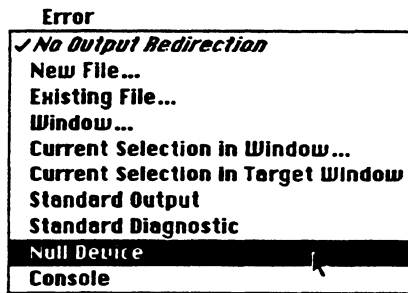 Error
✓ No Output Redirection
New File...
Existing File...
Window...
Current Selection in Window...
Current Selection in Target Window
Standard Output
Standard Diagnostic
Null Device
Console